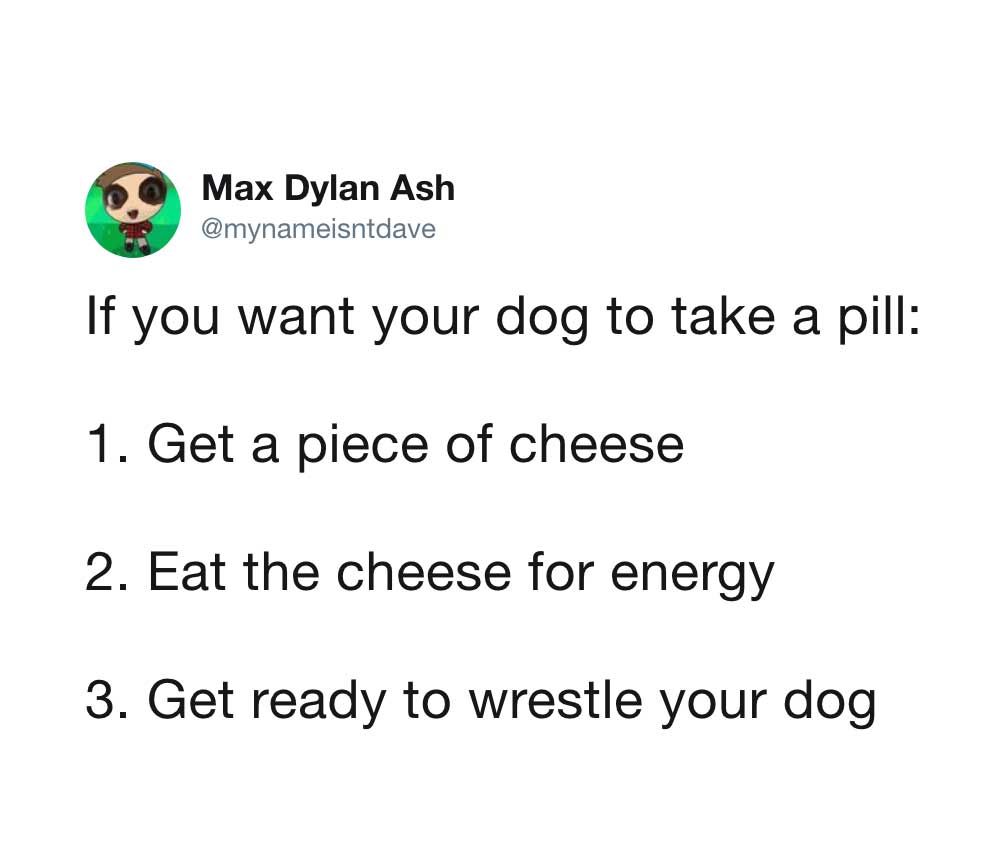 Max Dylan Ash
@mynameisntdave
If you want your dog to take a pill:
1. Get a piece of cheese
2. Eat the cheese for energy
3. Get ready to wrestle your dog